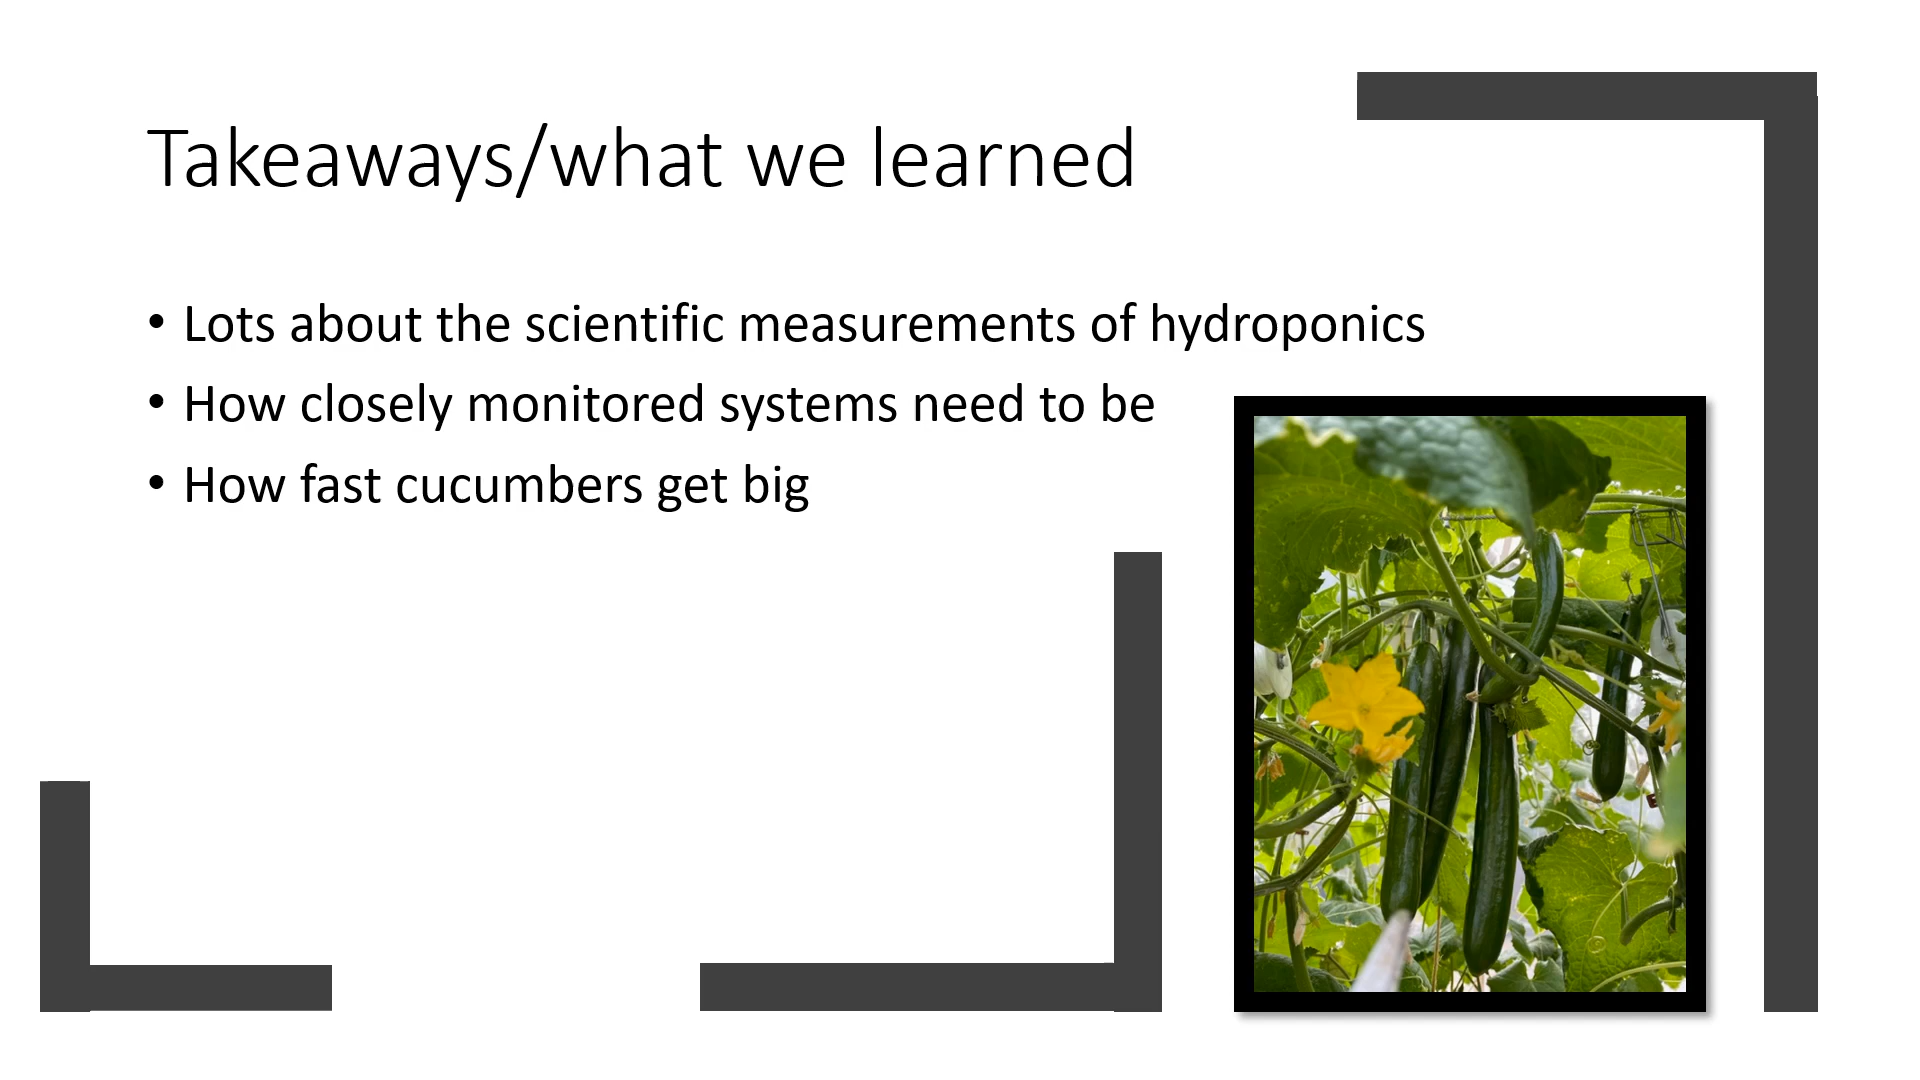 Takeaways/what we learned
• Lots about the scientific measurements of hydroponics
• How closely monitored systems need to be
• How fast cucumbers get big